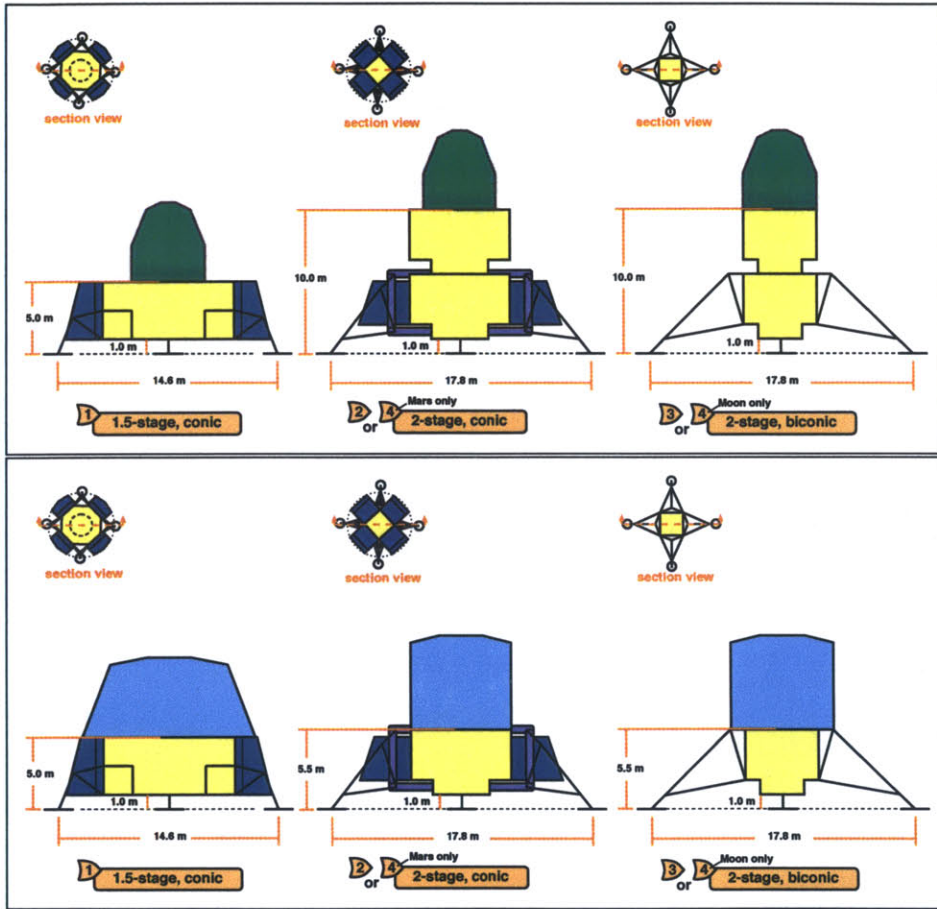 section view
section view
section view
5.0 m
1.0 m
14.6 m
1 1.5-stage, conic
10.0 m
1.0 m
17.8 m
Mars only
2 or 4 2-stage, conic
10.0 m
1.0 m
17.8 m
Moon only
3 or 4 2-stage, biconic
section view
section view
section view
5.0 m
1.0 m
14.6 m
1 1.5-stage, conic
5.5 m
1.0 m
17.8 m
Mars only
2 or 4 2-stage, conic
5.5 m
1.0 m
17.8 m
Moon only
3 or 4 2-stage, biconic